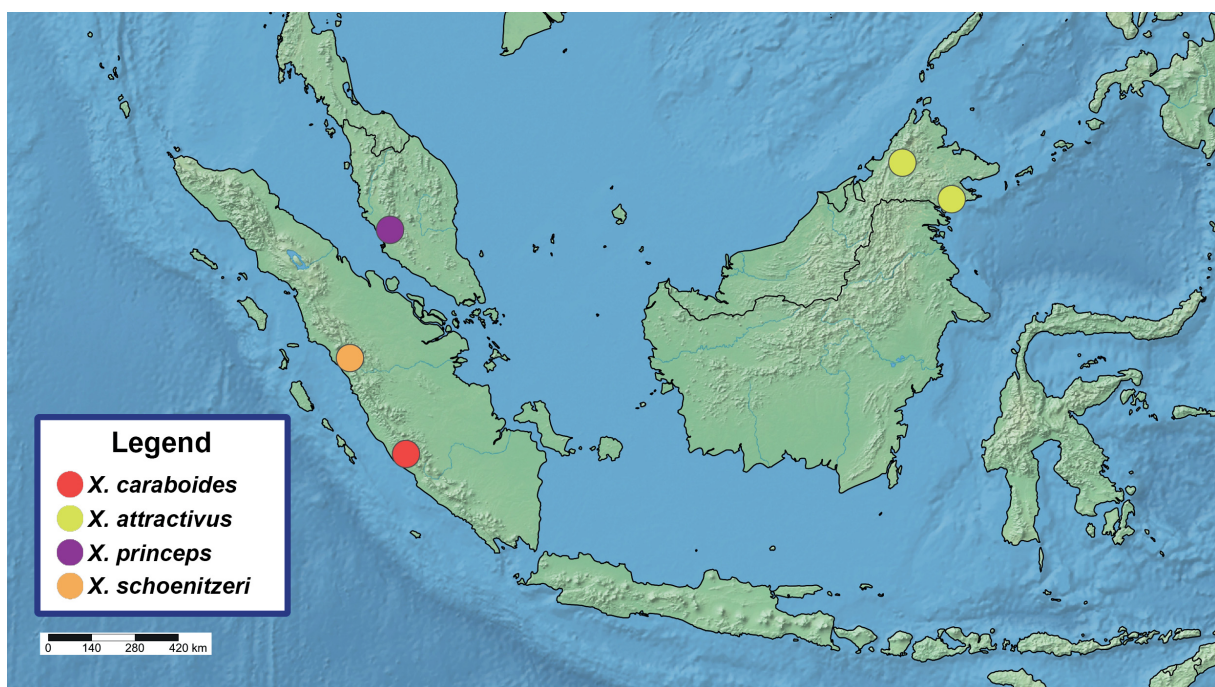 Legend
X. caraboides
X. attractivus
X. princeps
X. schoenitzeri
0 140 280 420 km